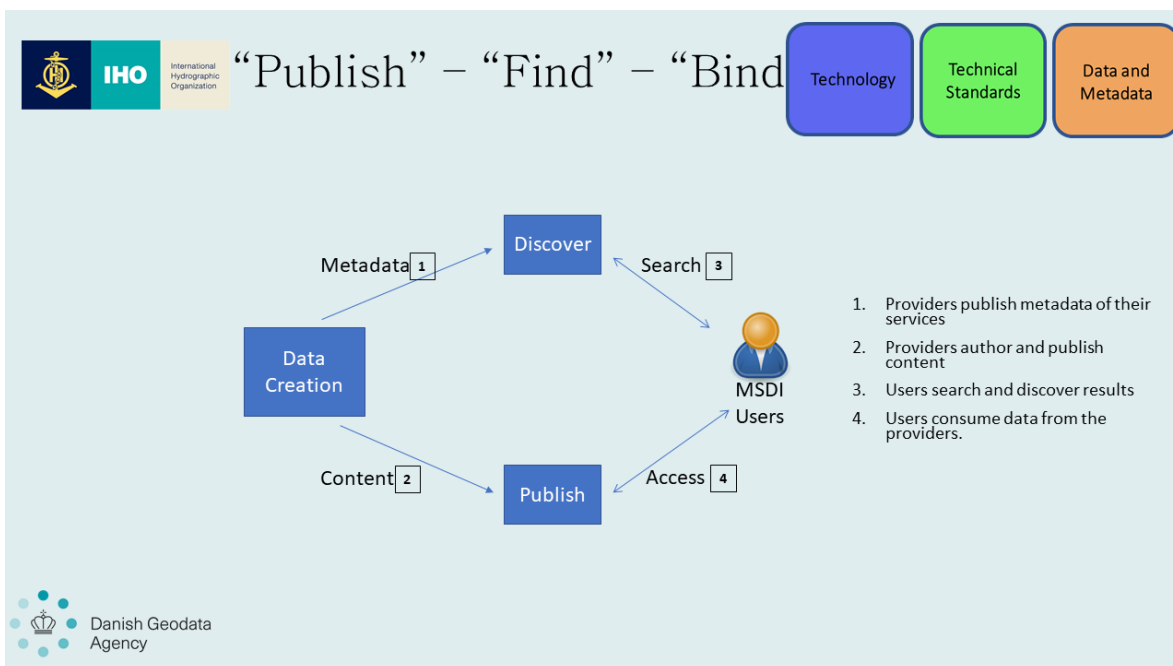 IHO
International
Hydrographic
Organization
“Publish” – “Find” – “Bind
Technology
Technical
Standards
Data and
Metadata
Discover
Metadata 1
Search 3
Data
Creation
MSDI
Users
Content 2
Publish
Access 4
1. Providers publish metadata of their
services
2. Providers author and publish
content
3. Users search and discover results
4. Users consume data from the
providers.
Danish Geodata
Agency